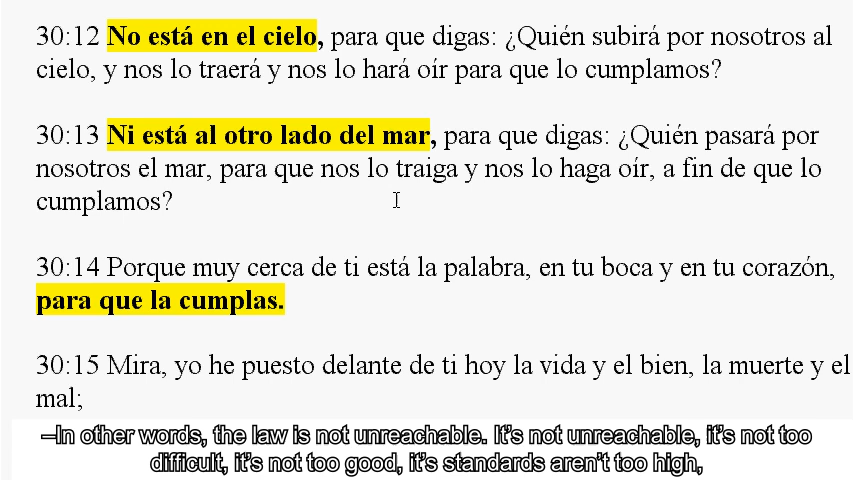 30:12 No está en el cielo, para que digas: ¿Quién subirá por nosotros al
cielo, y nos lo traerá y nos lo hará oír para que lo cumplamos?
30:13 Ni está al otro lado del mar, para que digas: ¿Quién pasará por
nosotros el mar, para que nos lo traiga y nos lo haga oír, a fin de que lo
cumplamos?
30:14 Porque muy cerca de ti está la palabra, en tu boca y en tu corazón,
para que la cumplas.
30:15 Mira, yo he puesto delante de ti hoy la vida y el bien, la muerte y el
mal;
–In other words, the law is not unreachable. It's not unreachable, it's not too
difficult, it's not too good, it's standards aren't too high,